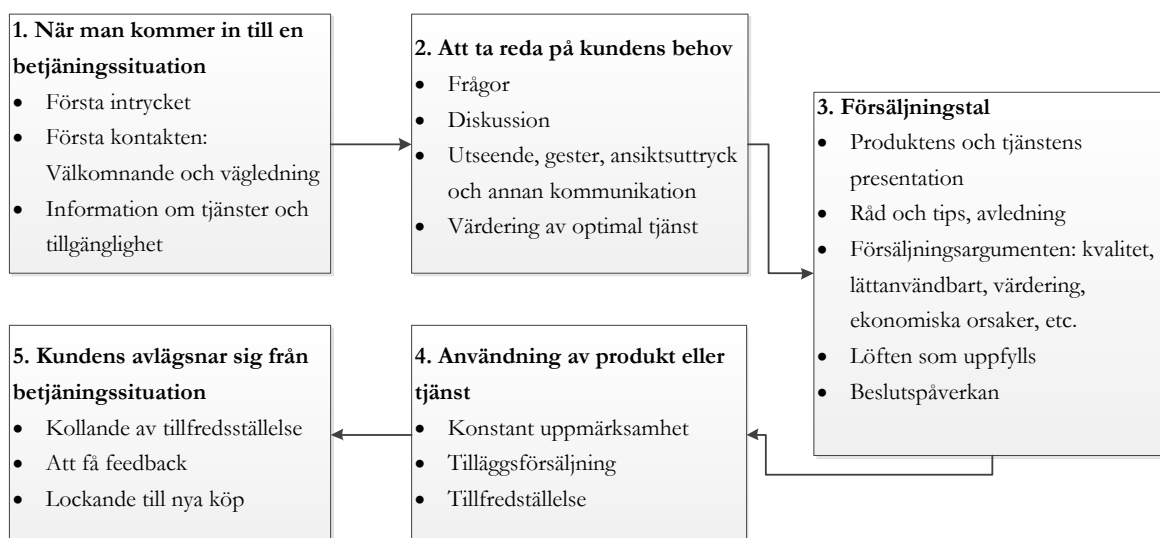 1. När man kommer in till en
betjäningssituation
• Första intrycket
• Första kontakten:
Välkomnande och vägledning
• Information om tjänster och
tillgänglighet
2. Att ta reda på kundens behov
• Frågor
• Diskussion
• Utseende, gester, ansiktsuttryck
och annan kommunikation
• Värdering av optimal tjänst
3. Försäljningstal
• Produktens och tjänstens
presentation
• Råd och tips, avledning
• Försäljningsargumenten: kvalitet,
lättanvändbart, värdering,
ekonomiska orsaker, etc.
• Löften som uppfylls
• Beslutspåverkan
4. Användning av produkt eller
tjänst
• Konstant uppmärksamhet
• Tilläggsförsäljning
• Tillfredställelse
5. Kundens avlägsnar sig från
betjäningssituation
• Kollande av tillfredsställelse
• Att få feedback
• Lockande till nya köp